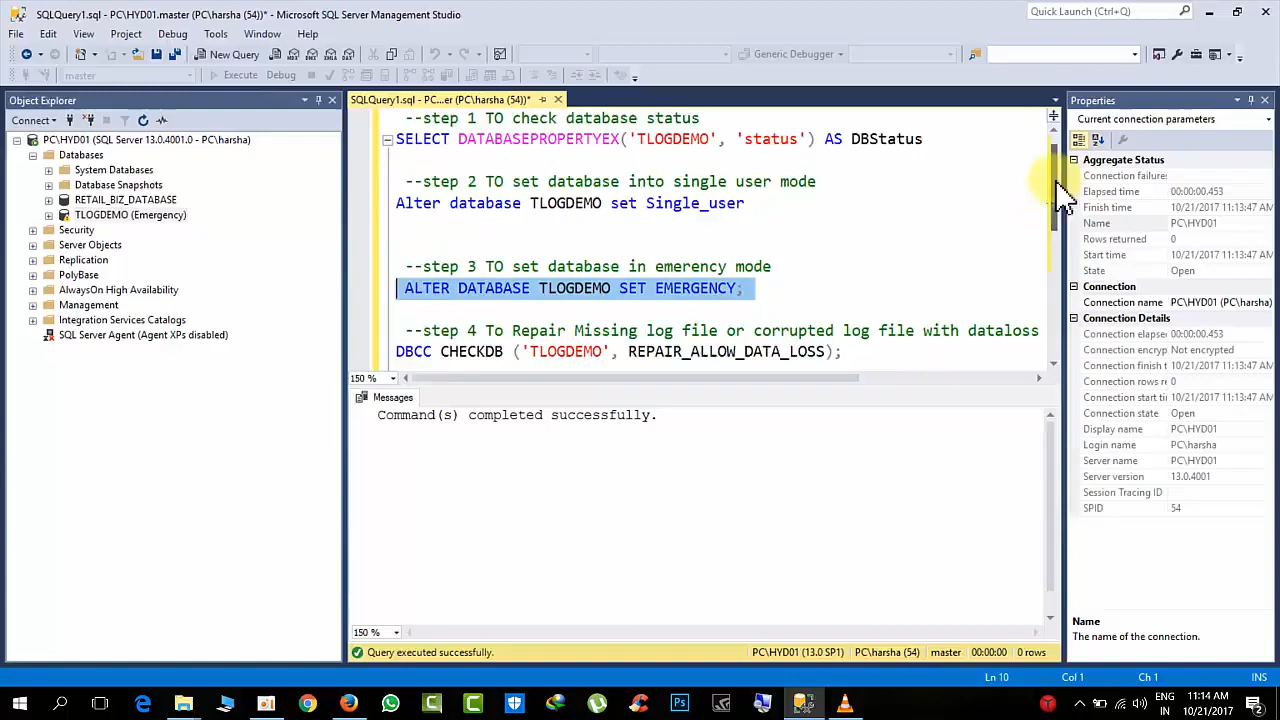 SQLQuery1.sql - PC\HYD01.master (PC\harsha (54))* - Microsoft SQL Server Management Studio
Quick Launch (Ctrl+Q)
File Edit View Project Debug Tools Window Help
New Query
Generic Debugger
master
Execute Debug
Object Explorer
Connect
PC\HYD01 (SQL Server 13.0.4001.0 - PC\harsha)
Databases
System Databases
Database Snapshots
RETAIL_BIZ_DATABASE
TLOGDEMO (Emergency)
Security
Server Objects
Replication
PolyBase
AlwaysOn High Availability
Management
Integration Services Catalogs
SQL Server Agent (Agent XPs disabled)
SQLQuery1.sql - PC...er (PC\harsha (54))*
--step 1 TO check database status
SELECT DATABASEPROPERTYEX('TLOGDEMO', 'status') AS DBStatus
--step 2 TO set database into single user mode
Alter database TLOGDEMO set Single_user
--step 3 TO set database in emerency mode
ALTER DATABASE TLOGDEMO SET EMERGENCY;
--step 4 To Repair Missing log file or corrupted log file with dataloss
DBCC CHECKDB ('TLOGDEMO', REPAIR_ALLOW_DATA_LOSS);
150 %
Messages
Command(s) completed successfully.
150 %
Query executed successfully.
PC\HYD01 (13.0 SP1) PC\harsha (54) master 00:00:00 0 rows
Properties
Current connection parameters
Aggregate Status
Connection failure
Elapsed time 00:00:00.453
Finish time 10/21/2017 11:13:47 AM
Name PC\HYD01
Rows returned 0
Start time 10/21/2017 11:13:47 AM
State Open
Connection
Connection name PC\HYD01 (PC\harsha)
Connection Details
Connection elapse 00:00:00.453
Connection encryp Not encrypted
Connection finish t 10/21/2017 11:13:47 AM
Connection rows re 0
Connection start ti 10/21/2017 11:13:47 AM
Connection state Open
Display name PC\HYD01
Login name PC\harsha
Server name PC\HYD01
Server version 13.0.4001
Session Tracing ID
SPID 54
Name
The name of the connection.
Ln 10 Col 1 Ch 1 INS
ENG 11:14 AM
IN 10/21/2017